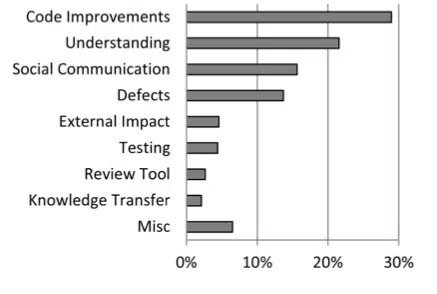 Code Improvements
Understanding
Social Communication
Defects
External Impact
Testing
Review Tool
Knowledge Transfer
Misc
0% 10% 20% 30%